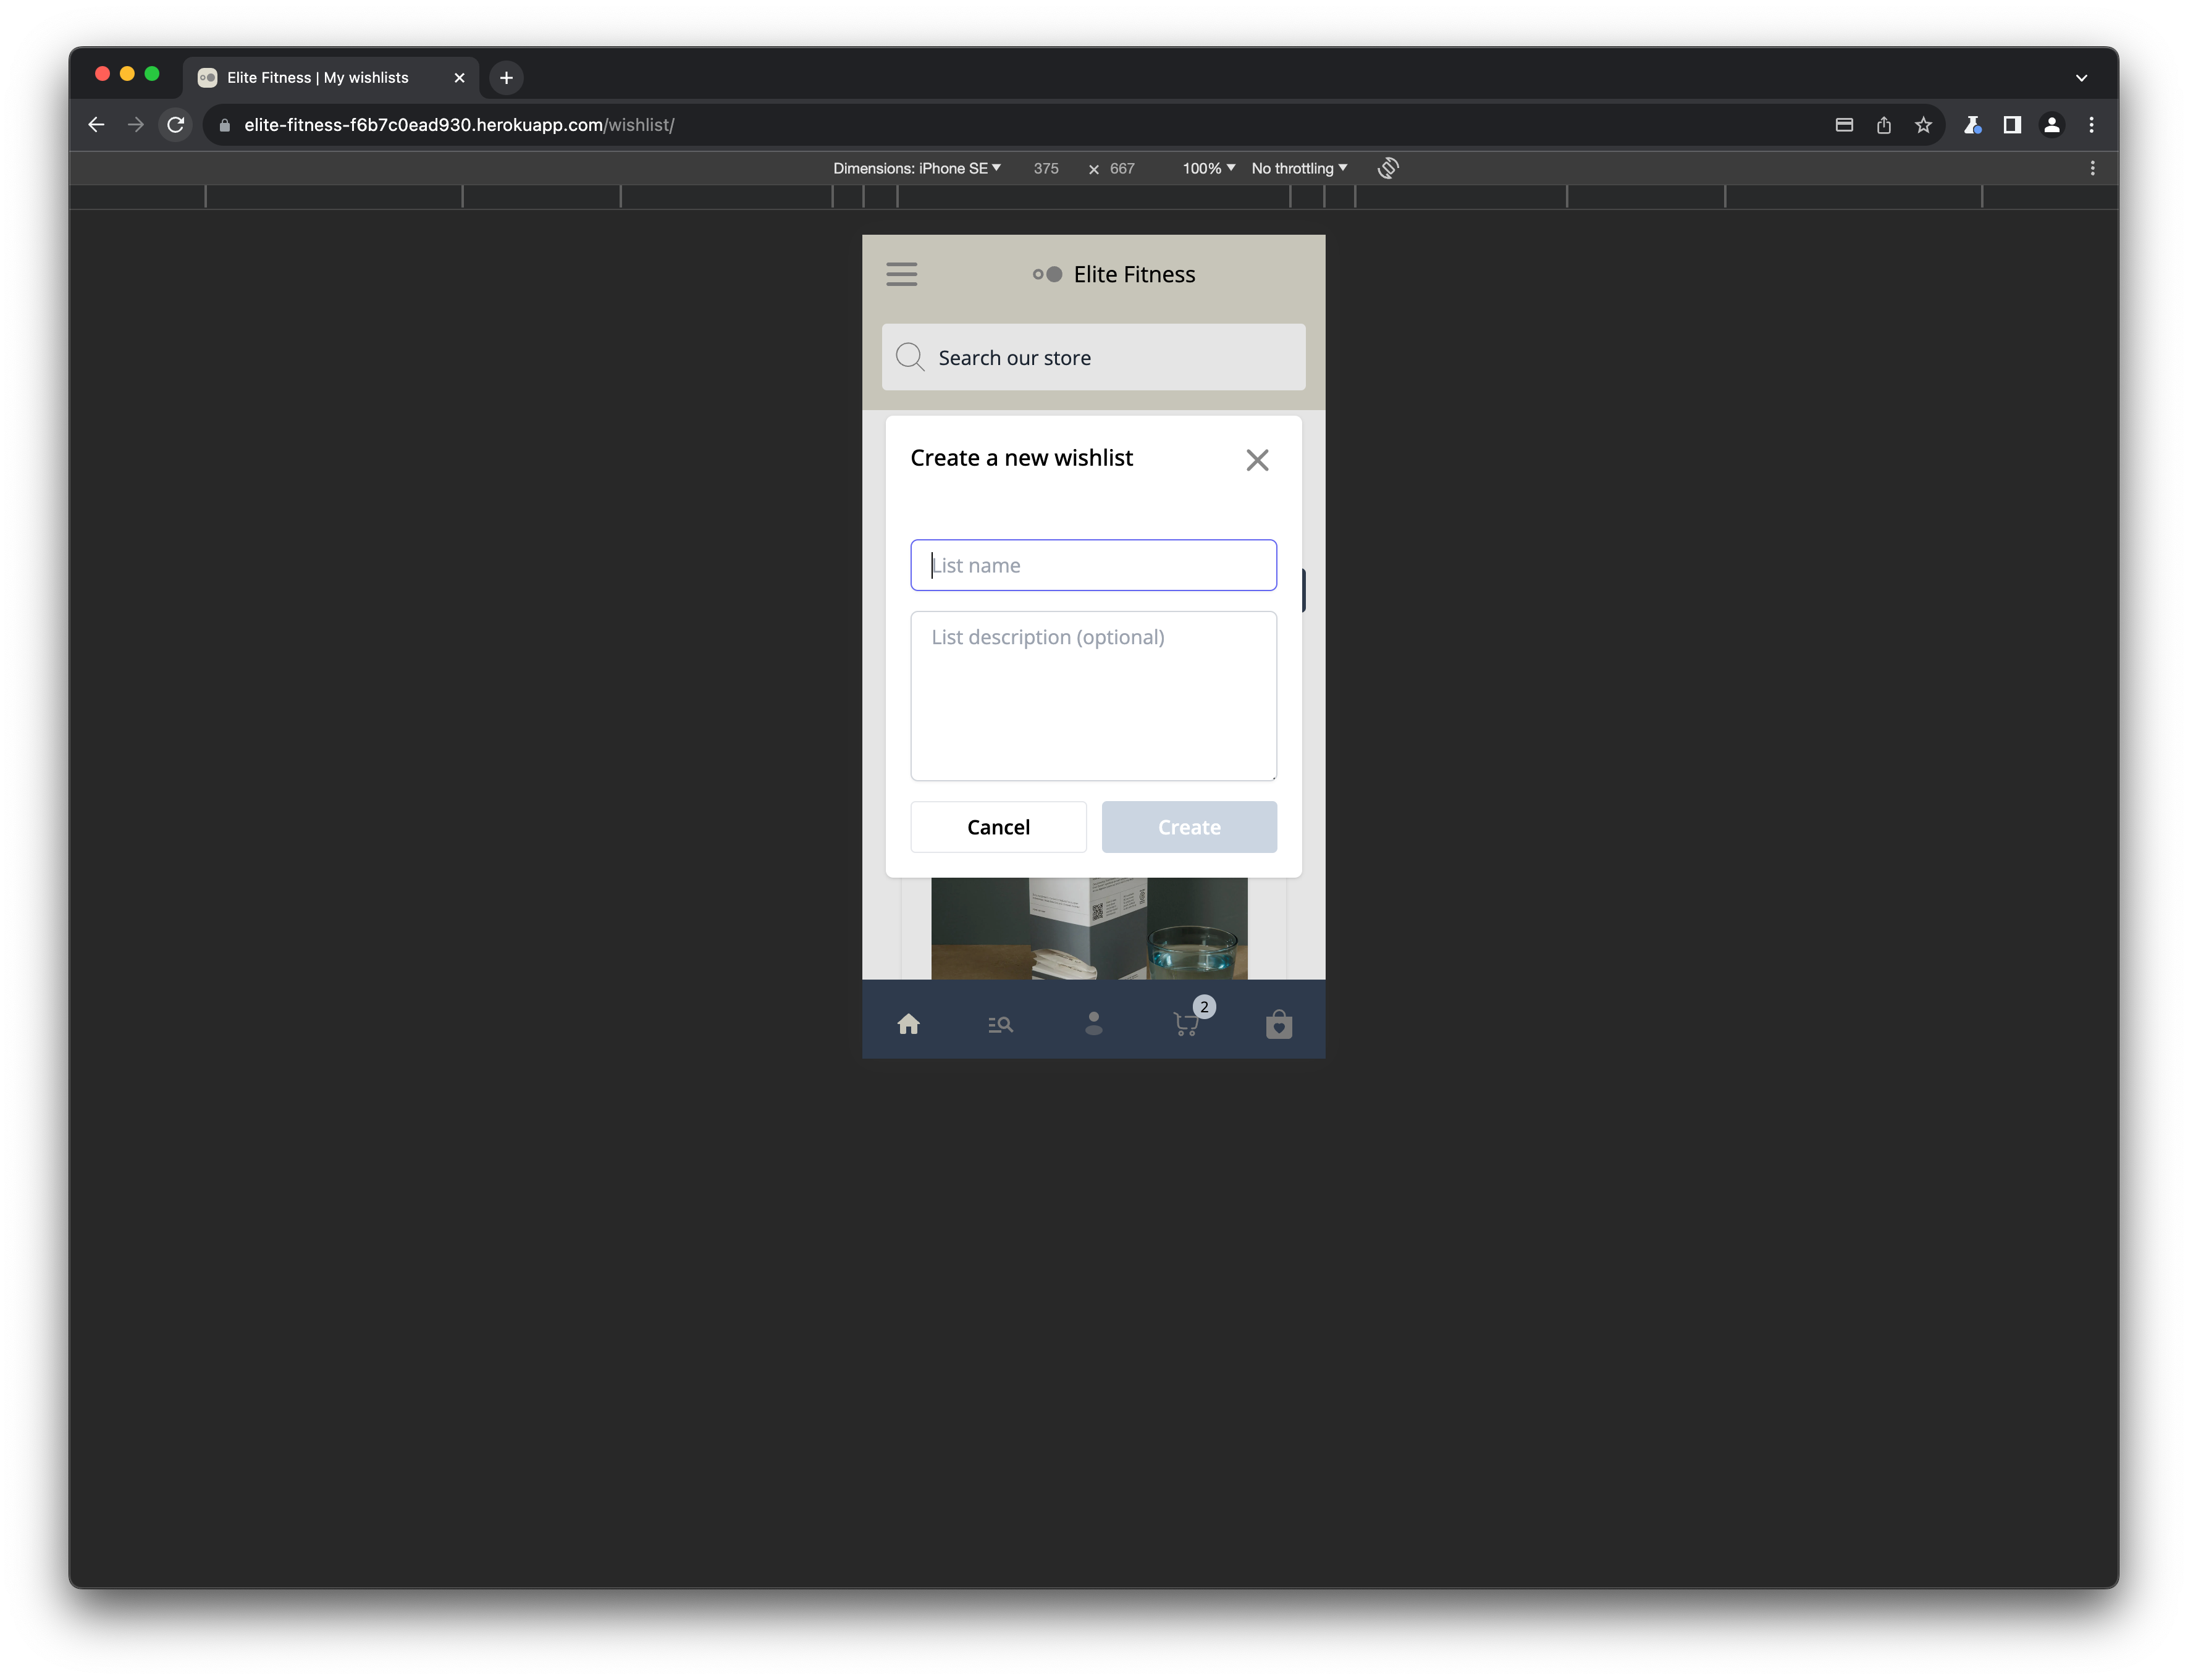 Elite Fitness | My wishlists
elite-fitness-f6b7c0ead930.herokuapp.com/wishlist/
Dimensions: iPhone SE 375 × 667 100% No throttling
Elite Fitness
Search our store
Create a new wishlist
List name
List description (optional)
Cancel Create
2